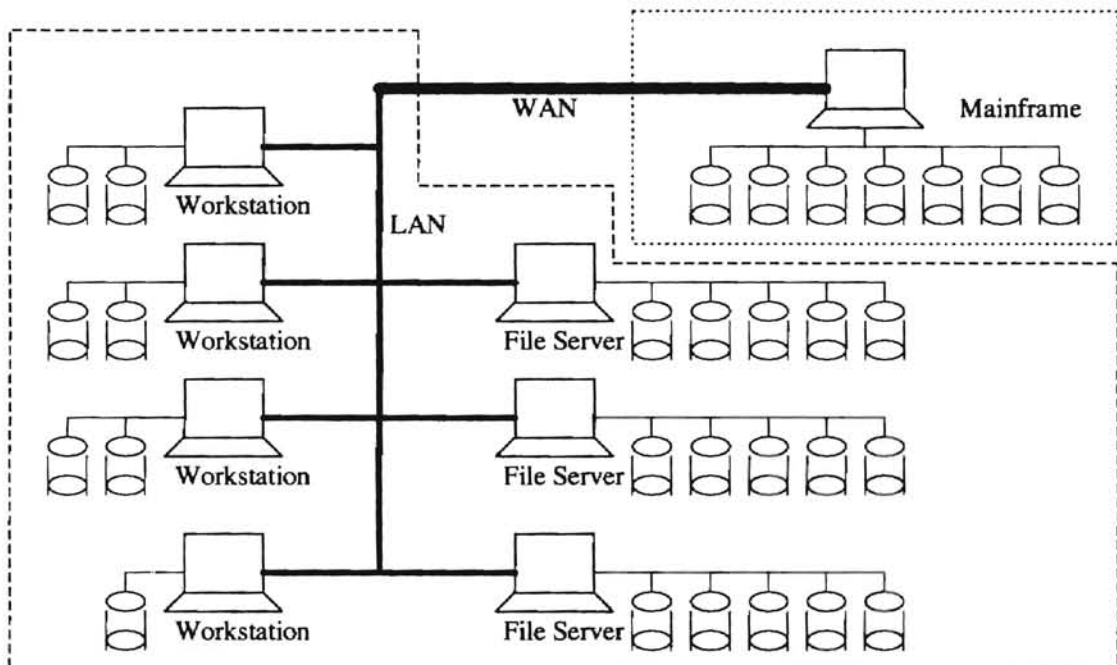 WAN
Mainframe
Workstation
LAN
Workstation
File Server
Workstation
File Server
Workstation
File Server